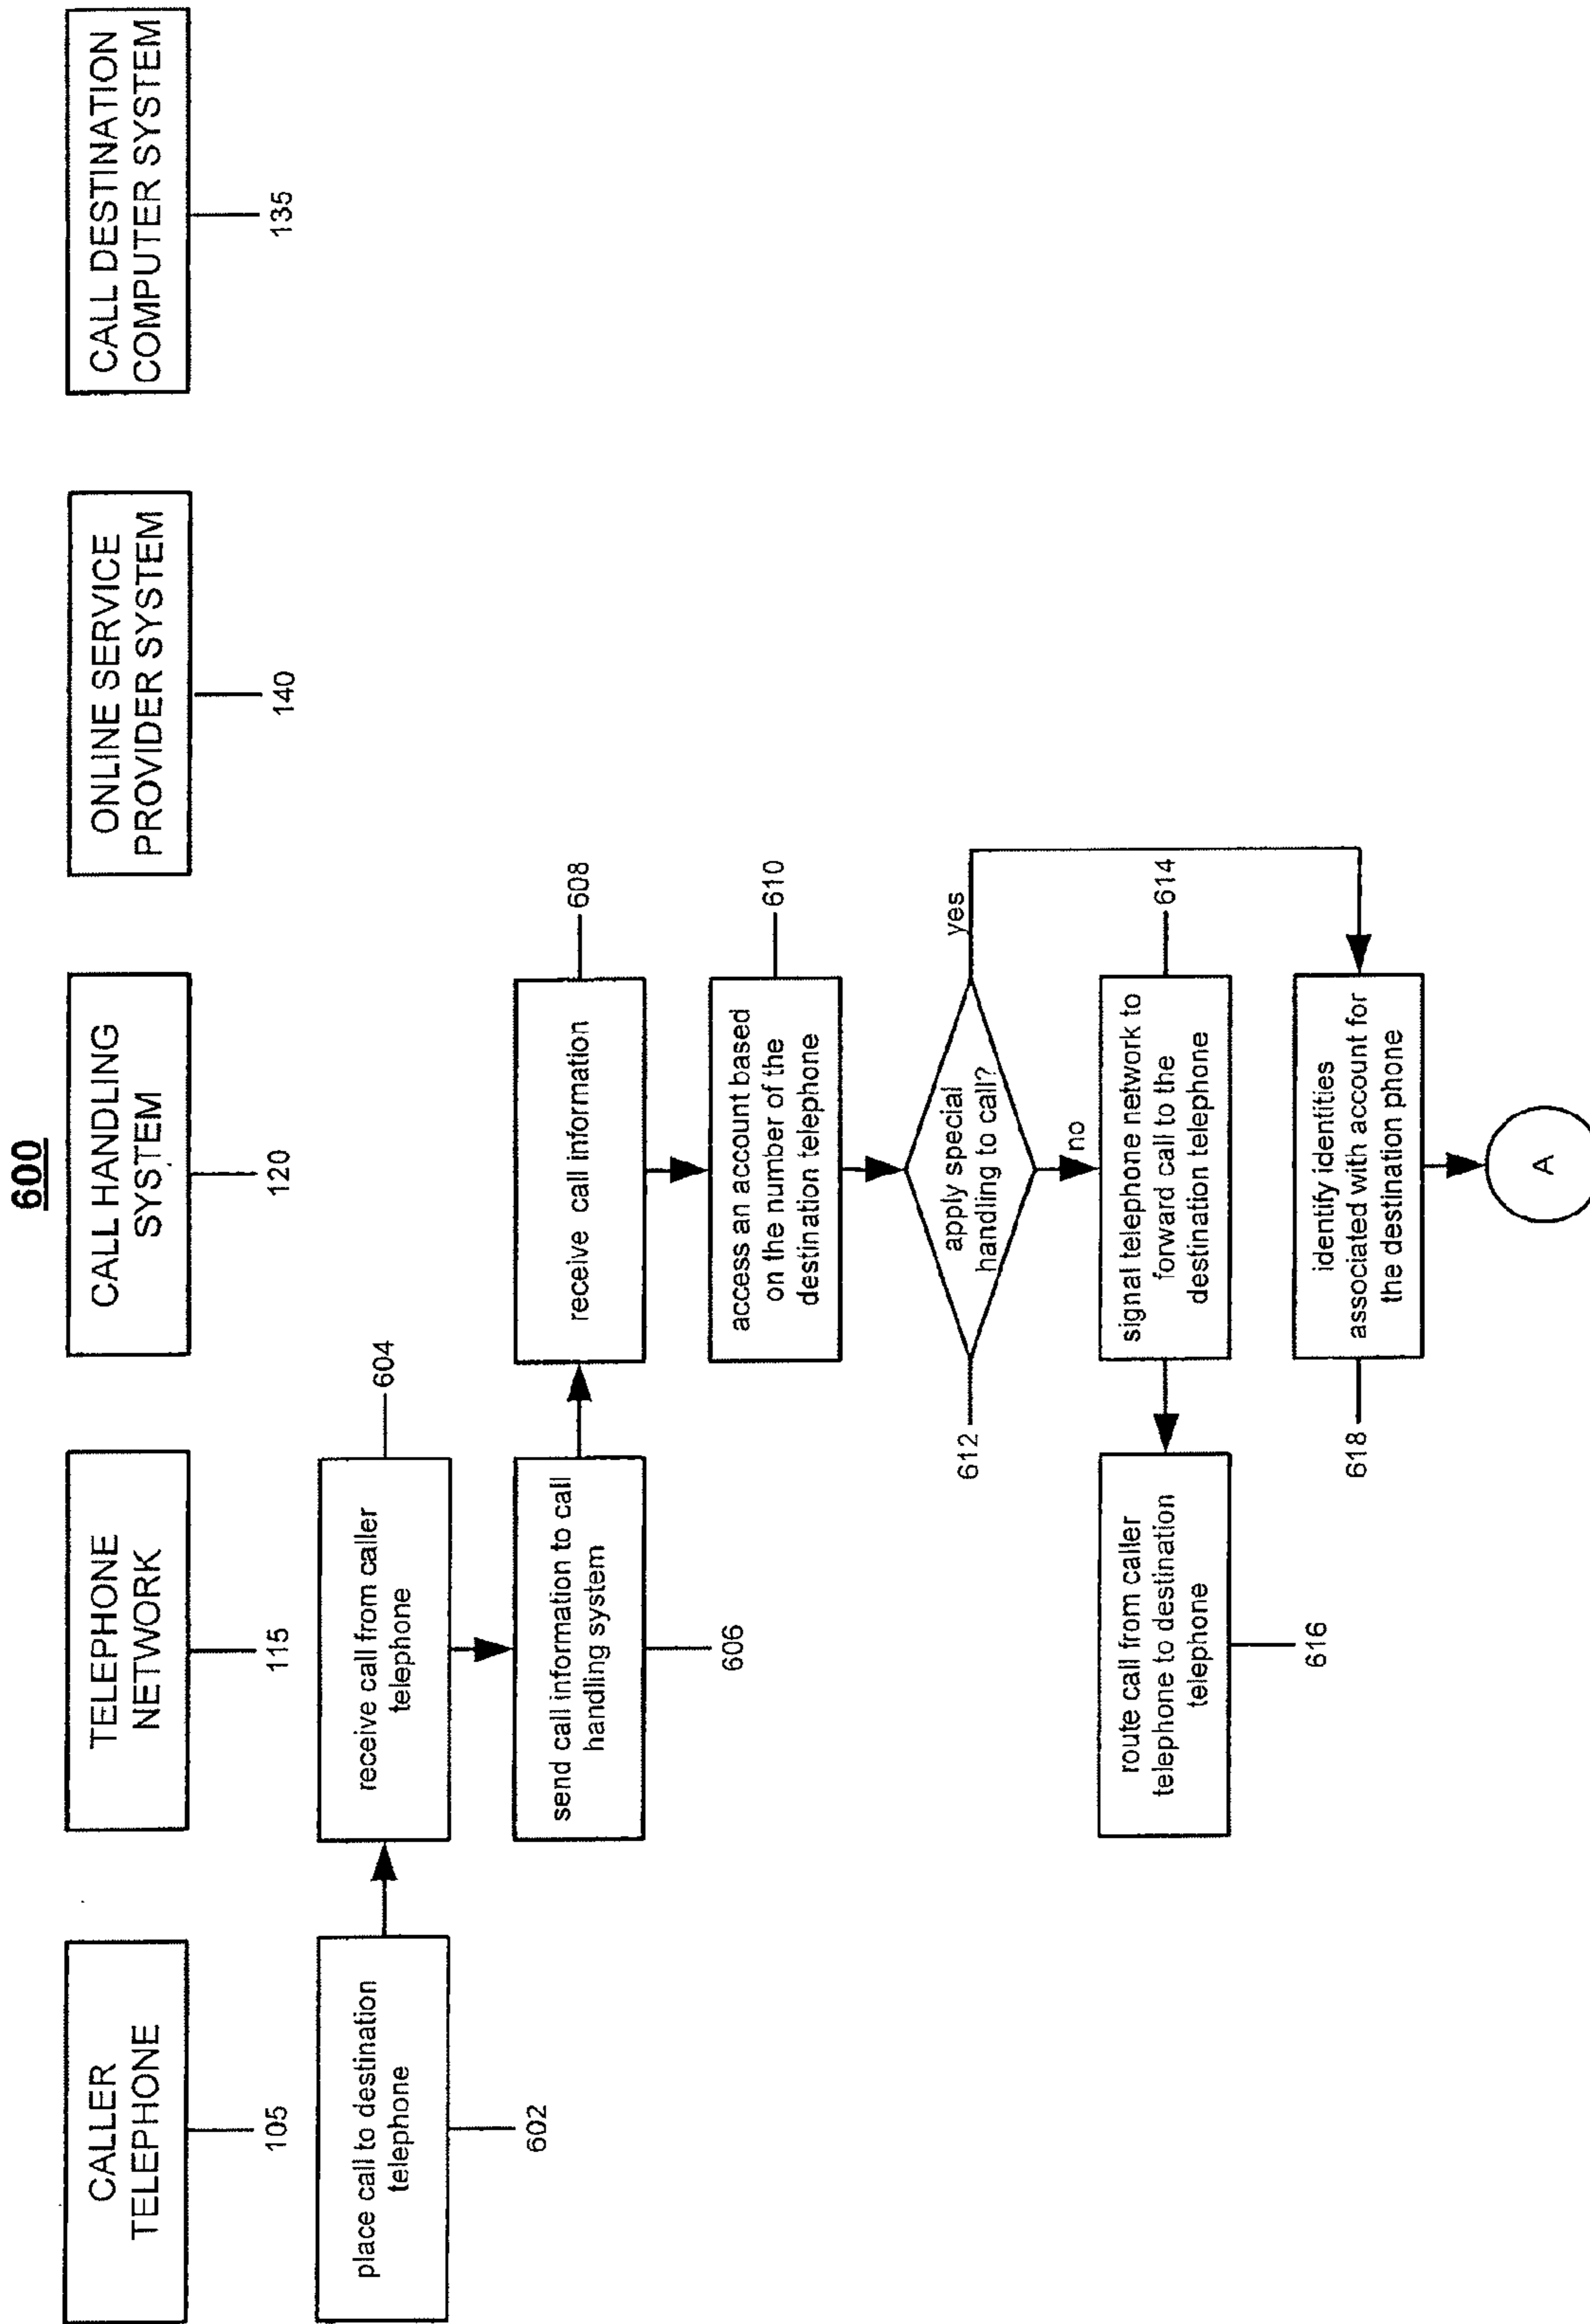 600
CALLER
TELEPHONE
105
TELEPHONE
NETWORK
115
CALL HANDLING
SYSTEM
120
ONLINE SERVICE
PROVIDER SYSTEM
140
CALL DESTINATION
COMPUTER SYSTEM
135
place call to destination
telephone
602
receive call from caller
telephone
604
send call information to call
handling system
606
receive call information
608
access an account based
on the number of the
destination telephone
610
apply special
handling to call?
612
yes
no
signal telephone network to
forward call to the
destination telephone
614
route call from caller
telephone to destination
telephone
616
identify identities
associated with account for
the destination phone
618
A